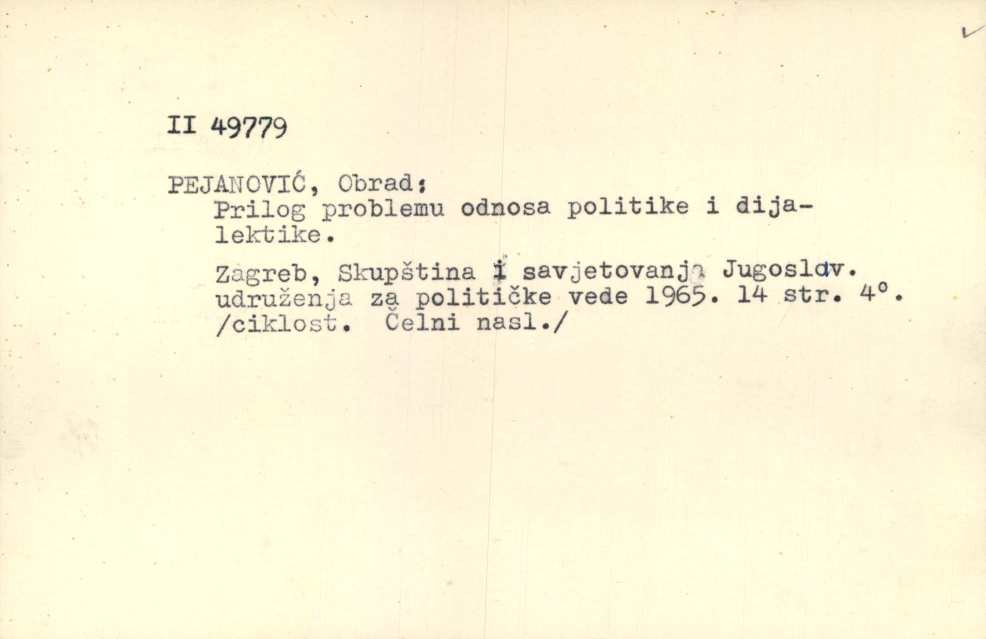 II 49779
PEJANOVIĆ, Obrad:
Prilog problemu odnosa politike i dija-
lektike.
Zagreb, Skupština i savjetovanja Jugoslav.
udruženja za političke vede 1965. 14 str. 4°.
/ciklost. Čelni nasl./